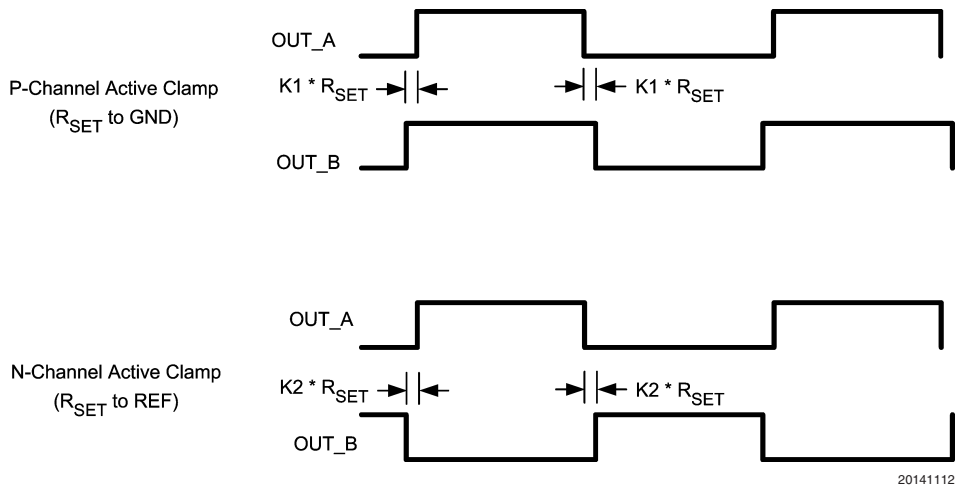 OUT_A
P-Channel Active Clamp
(RSET to GND)
K1 * RSET
K1 * RSET
OUT_B
OUT_A
N-Channel Active Clamp
(RSET to REF)
K2 * RSET
K2 * RSET
OUT_B
20141112